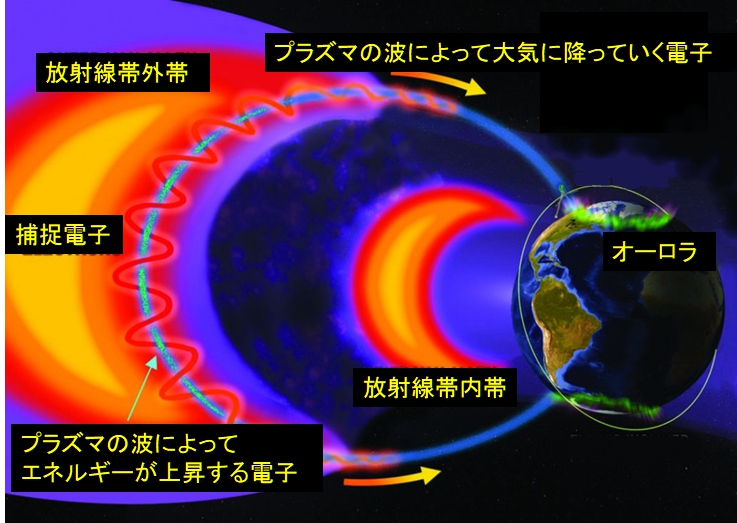 プラズマの波によって大気に降っていく電子
放射線帯外帯
捕捉電子
オーロラ
放射線帯内帯
プラズマの波によって
エネルギーが上昇する電子